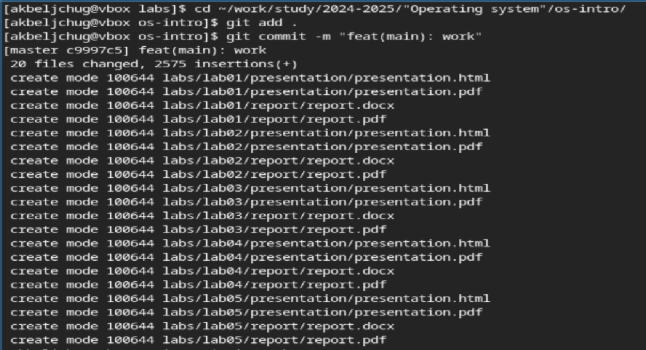 [akbeljchug@vbox labs]$ cd ~/work/study/2024-2025/"Operating system"/os-intro/
[akbeljchug@vbox os-intro]$ git add .
[akbeljchug@vbox os-intro]$ git commit -m "feat(main): work"
[master c9997c5] feat(main): work
 20 files changed, 2575 insertions(+)
 create mode 100644 labs/lab01/presentation/presentation.html
 create mode 100644 labs/lab01/presentation/presentation.pdf
 create mode 100644 labs/lab01/report/report.docx
 create mode 100644 labs/lab01/report/report.pdf
 create mode 100644 labs/lab02/presentation/presentation.html
 create mode 100644 labs/lab02/presentation/presentation.pdf
 create mode 100644 labs/lab02/report/report.docx
 create mode 100644 labs/lab02/report/report.pdf
 create mode 100644 labs/lab03/presentation/presentation.html
 create mode 100644 labs/lab03/presentation/presentation.pdf
 create mode 100644 labs/lab03/report/report.docx
 create mode 100644 labs/lab03/report/report.pdf
 create mode 100644 labs/lab04/presentation/presentation.html
 create mode 100644 labs/lab04/presentation/presentation.pdf
 create mode 100644 labs/lab04/report/report.docx
 create mode 100644 labs/lab04/report/report.pdf
 create mode 100644 labs/lab05/presentation/presentation.html
 create mode 100644 labs/lab05/presentation/presentation.pdf
 create mode 100644 labs/lab05/report/report.docx
 create mode 100644 labs/lab05/report/report.pdf